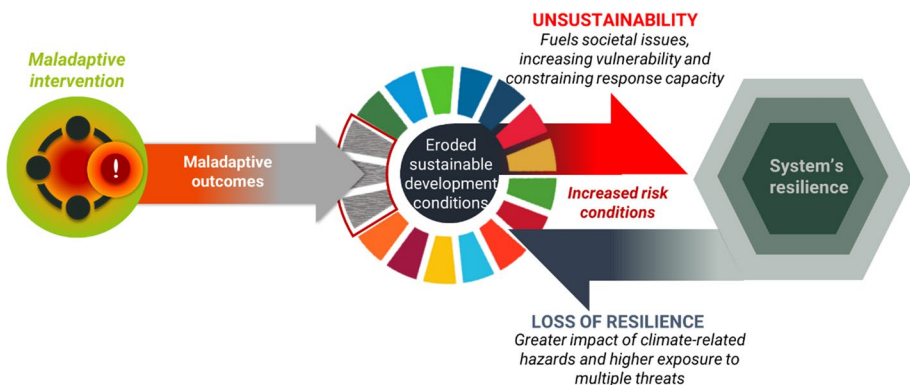 UNSUSTAINABILITY
Fuels societal issues,
increasing vulnerability and
constraining response capacity
Maladaptive
intervention
!
Maladaptive
outcomes
Eroded
sustainable
development
conditions
Increased risk
conditions
System's
resilience
LOSS OF RESILIENCE
Greater impact of climate-related
hazards and higher exposure to
multiple threats